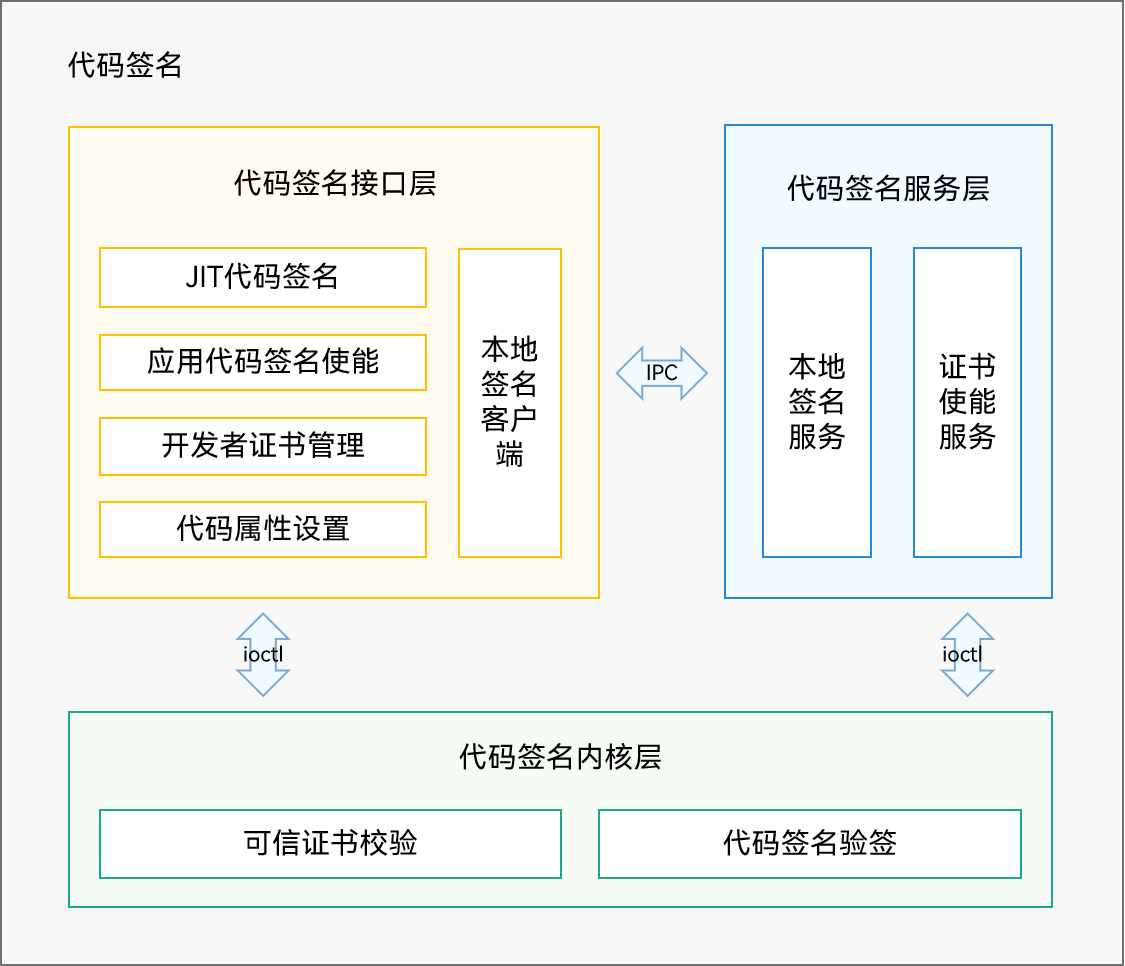 代码签名
代码签名接口层
JIT代码签名
应用代码签名使能
开发者证书管理
代码属性设置
本地
签名
客户
端
IPC
代码签名服务层
本地
签名
服务
证书
使能
服务
ioctl
ioctl
代码签名内核层
可信证书校验
代码签名验签